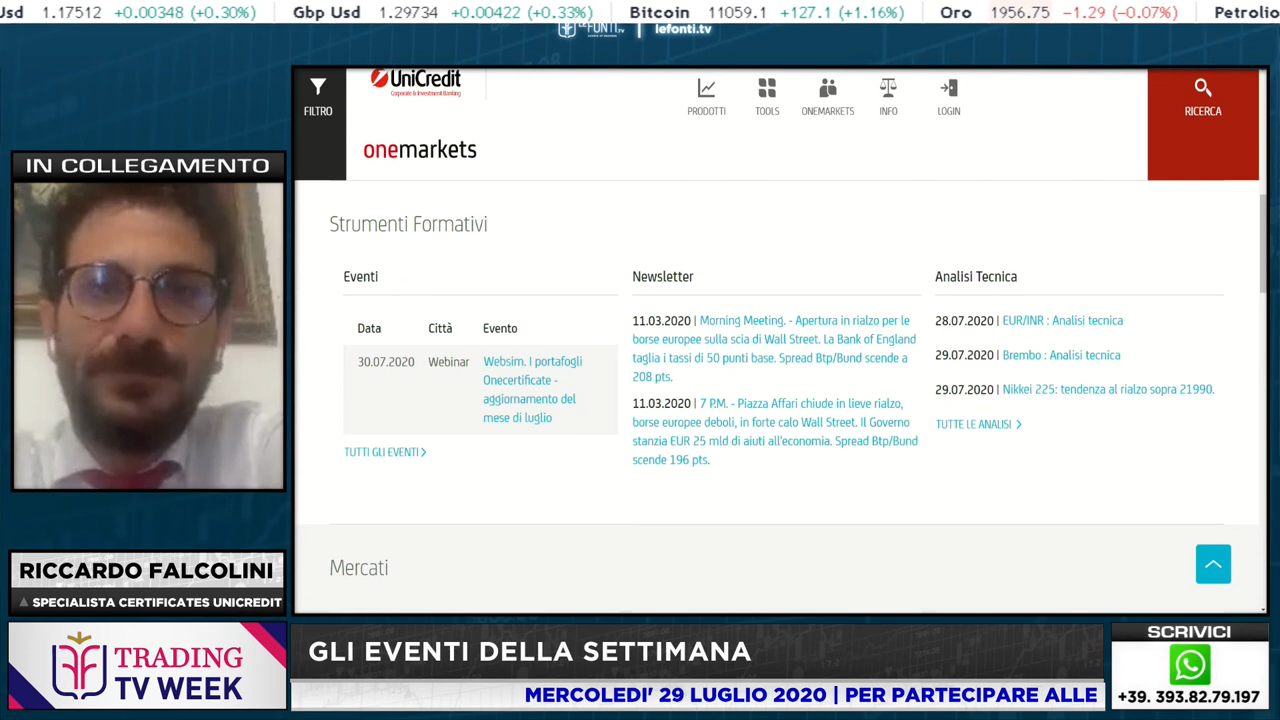 Usd 1.17512 +0.00348 (+0.30%) Gbp Usd 1.29734 +0.00422 (+0.33%) Bitcoin 11059.1 +127.1 (+1.16%) Oro 1956.75 −1.29 (−0.07%) Petrolio
LE FONTI.TV lefonti.tv
FILTRO
UniCredit
Corporate & Investment Banking
PRODOTTI TOOLS ONEMARKETS INFO LOGIN
RICERCA
onemarkets
IN COLLEGAMENTO
Strumenti Formativi
Eventi
Data Città Evento
30.07.2020 Webinar Websim. I portafogli
Onecertificate -
aggiornamento del
mese di luglio
TUTTI GLI EVENTI
Newsletter
11.03.2020 | Morning Meeting. - Apertura in rialzo per le
borse europee sulla scia di Wall Street. La Bank of England
taglia i tassi di 50 punti base. Spread Btp/Bund scende a
208 pts.
11.03.2020 | 7 P.M. - Piazza Affari chiude in lieve rialzo,
borse europee deboli, in forte calo Wall Street. Il Governo
stanzia EUR 25 mld di aiuti all'economia. Spread Btp/Bund
scende 196 pts.
Analisi Tecnica
28.07.2020 | EUR/INR : Analisi tecnica
29.07.2020 | Brembo : Analisi tecnica
29.07.2020 | Nikkei 225: tendenza al rialzo sopra 21990.
TUTTE LE ANALISI
Mercati
RICCARDO FALCOLINI
SPECIALISTA CERTIFICATES UNICREDIT
TRADING
TV WEEK
GLI EVENTI DELLA SETTIMANA
MERCOLEDI' 29 LUGLIO 2020 | PER PARTECIPARE ALLE
SCRIVICI
+39. 393.82.79.197